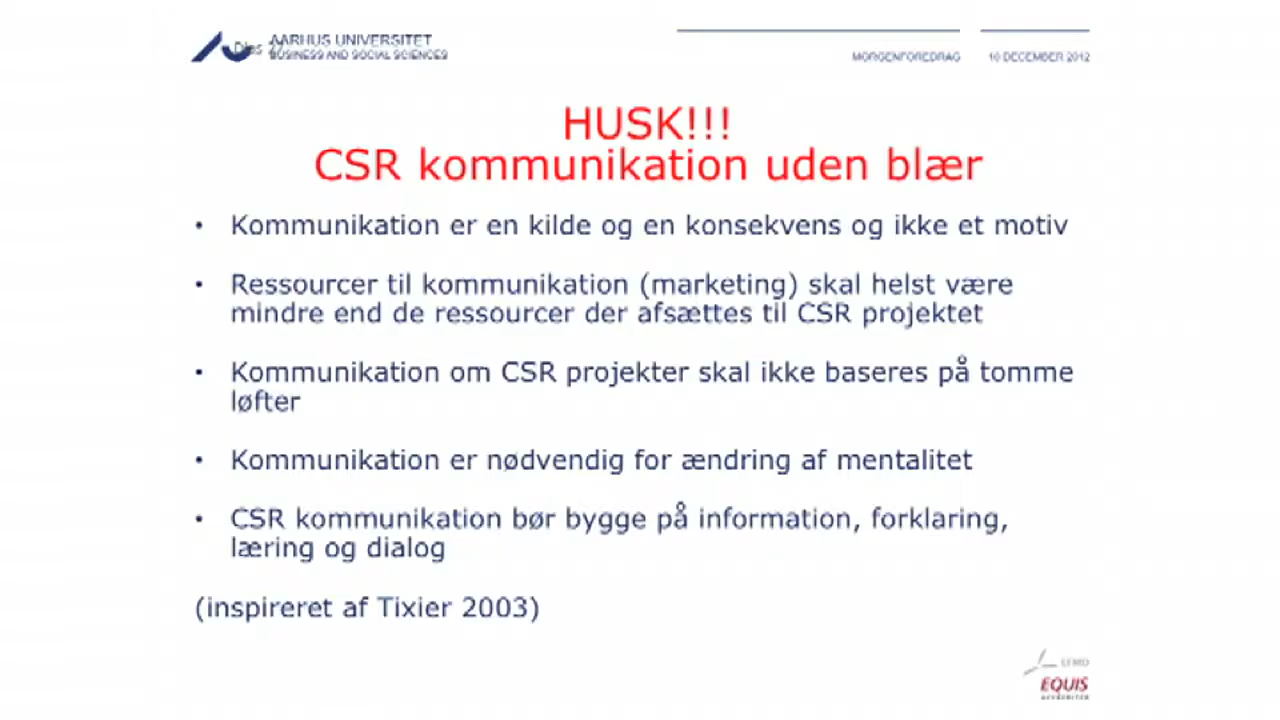 AARHUS UNIVERSITET
BUSINESS AND SOCIAL SCIENCES
MORGENFOREDRAG
10 DECEMBER 2012
HUSK!!!
CSR kommunikation uden blær
• Kommunikation er en kilde og en konsekvens og ikke et motiv
• Ressourcer til kommunikation (marketing) skal helst være
mindre end de ressourcer der afsættes til CSR projektet
• Kommunikation om CSR projekter skal ikke baseres på tomme
løfter
• Kommunikation er nødvendig for ændring af mentalitet
• CSR kommunikation bør bygge på information, forklaring,
læring og dialog
(inspireret af Tixier 2003)
EFMD
EQUIS
ACCREDITED